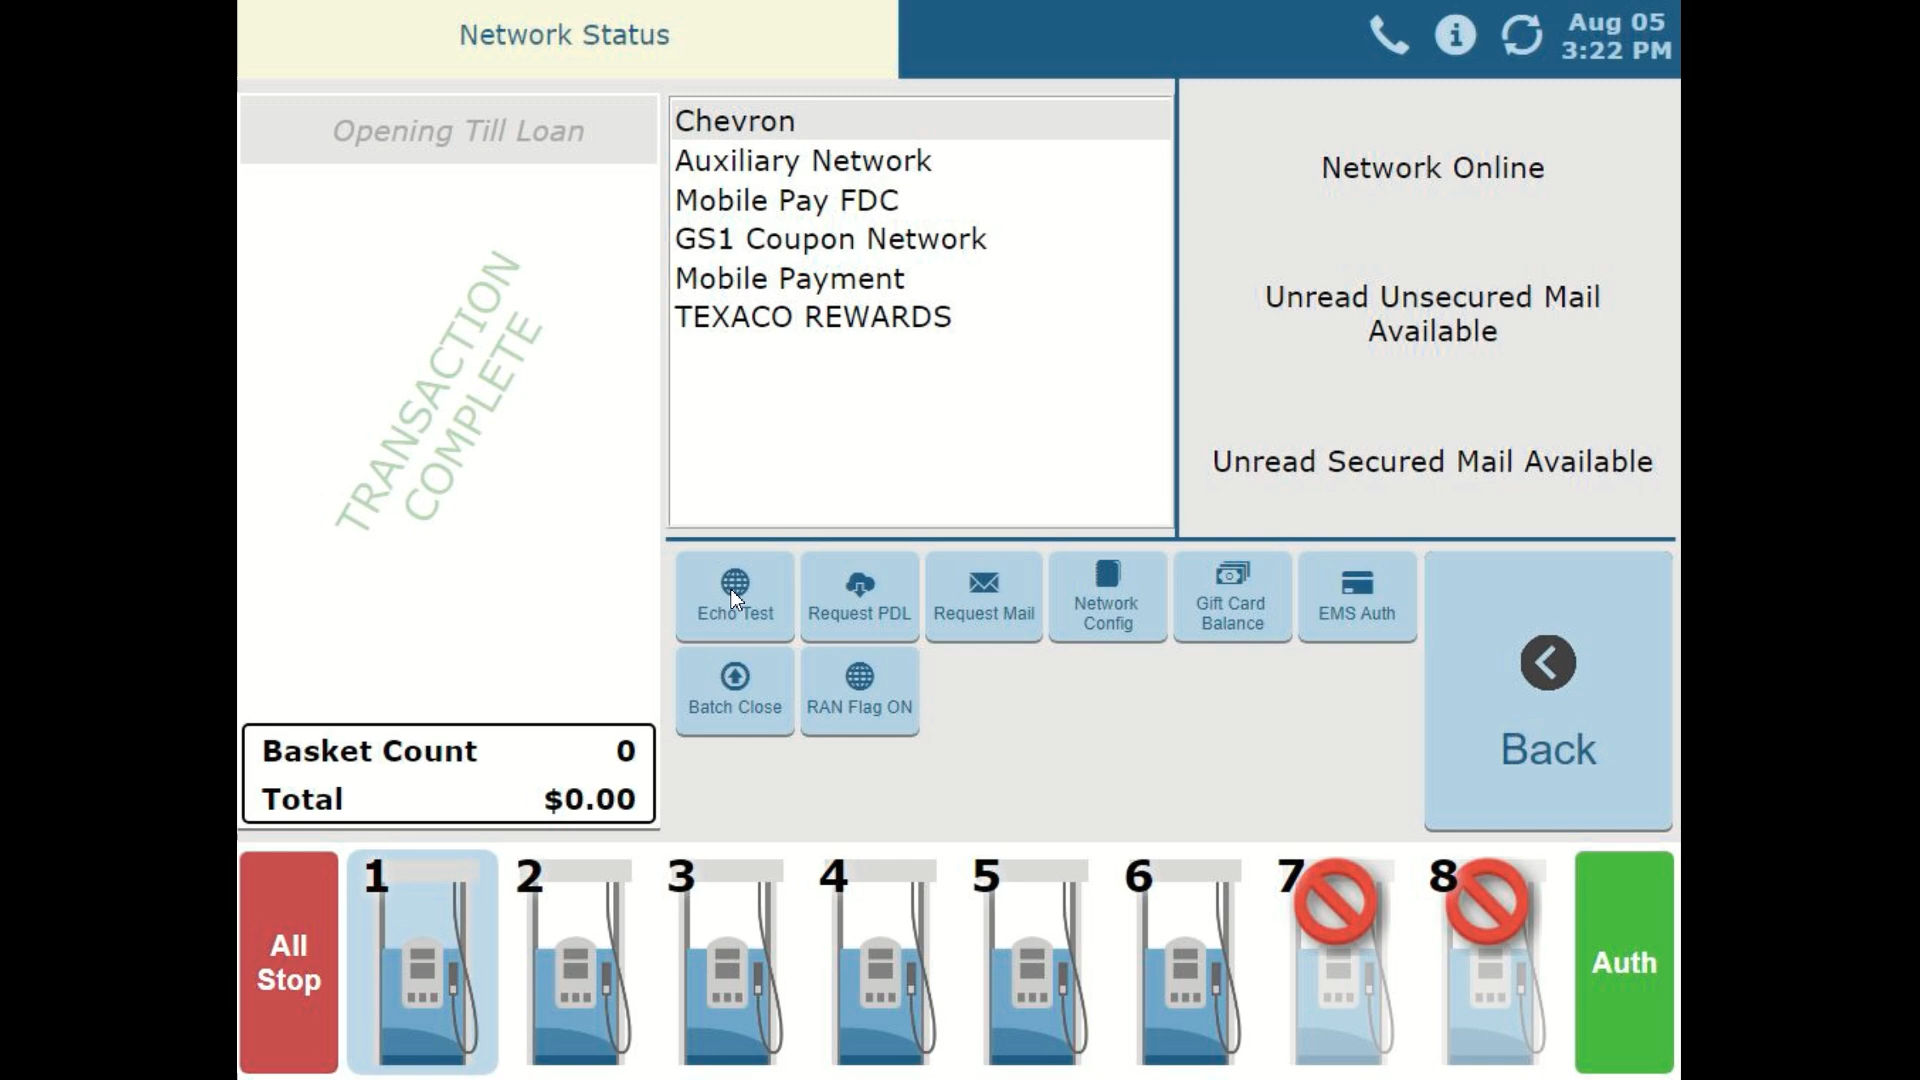 Network Status
Aug 05
3:22 PM
Opening Till Loan
TRANSACTION
COMPLETE
Basket Count 0
Total $0.00
Chevron
Auxiliary Network
Mobile Pay FDC
GS1 Coupon Network
Mobile Payment
TEXACO REWARDS
Network Online
Unread Unsecured Mail
Available
Unread Secured Mail Available
Echo Test
Request PDL
Request Mail
Network
Config
Gift Card
Balance
EMS Auth
Batch Close
RAN Flag ON
Back
All
Stop
1
2
3
4
5
6
7
8
Auth